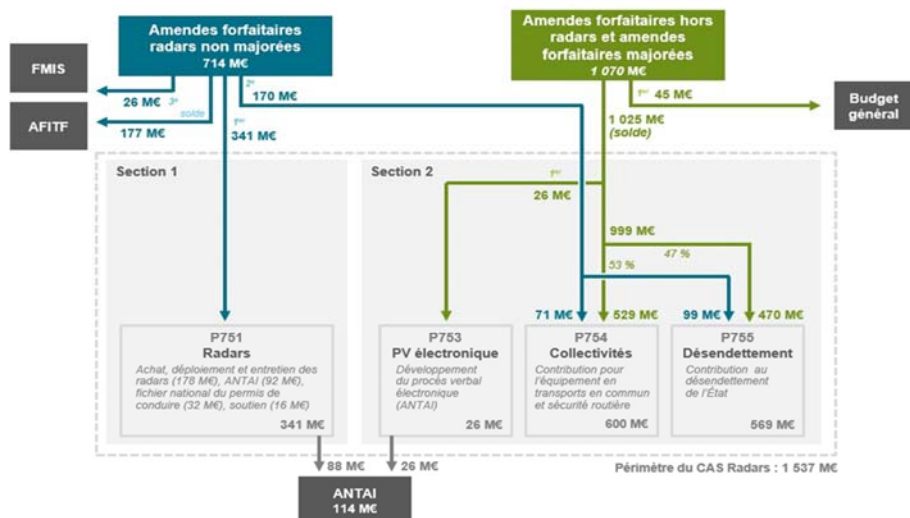 Amendes forfaitaires
radars non majorées
714 M€
Amendes forfaitaires hors
radars et amendes
forfaitaires majorées
1 070 M€
FMIS
AFITF
Budget
général
26 M€
3e
solde
177 M€
1er
341 M€
2e
170 M€
1er 45 M€
1 025 M€
(solde)
Section 1
Section 2
1er
26 M€
999 M€
47 %
53 %
71 M€
529 M€
99 M€
470 M€
P751
Radars
Achat, déploiement et entretien des
radars (178 M€), ANTAI (92 M€),
fichier national du permis de
conduire (32 M€), soutien (16 M€)
341 M€
P753
PV électronique
Développement
du procès verbal
électronique
(ANTAI)
26 M€
P754
Collectivités
Contribution pour
l'équipement en
transports en commun
et sécurité routière
600 M€
P755
Désendettement
Contribution au
désendettement
de l'État
569 M€
88 M€
26 M€
Périmètre du CAS Radars : 1 537 M€
ANTAI
114 M€